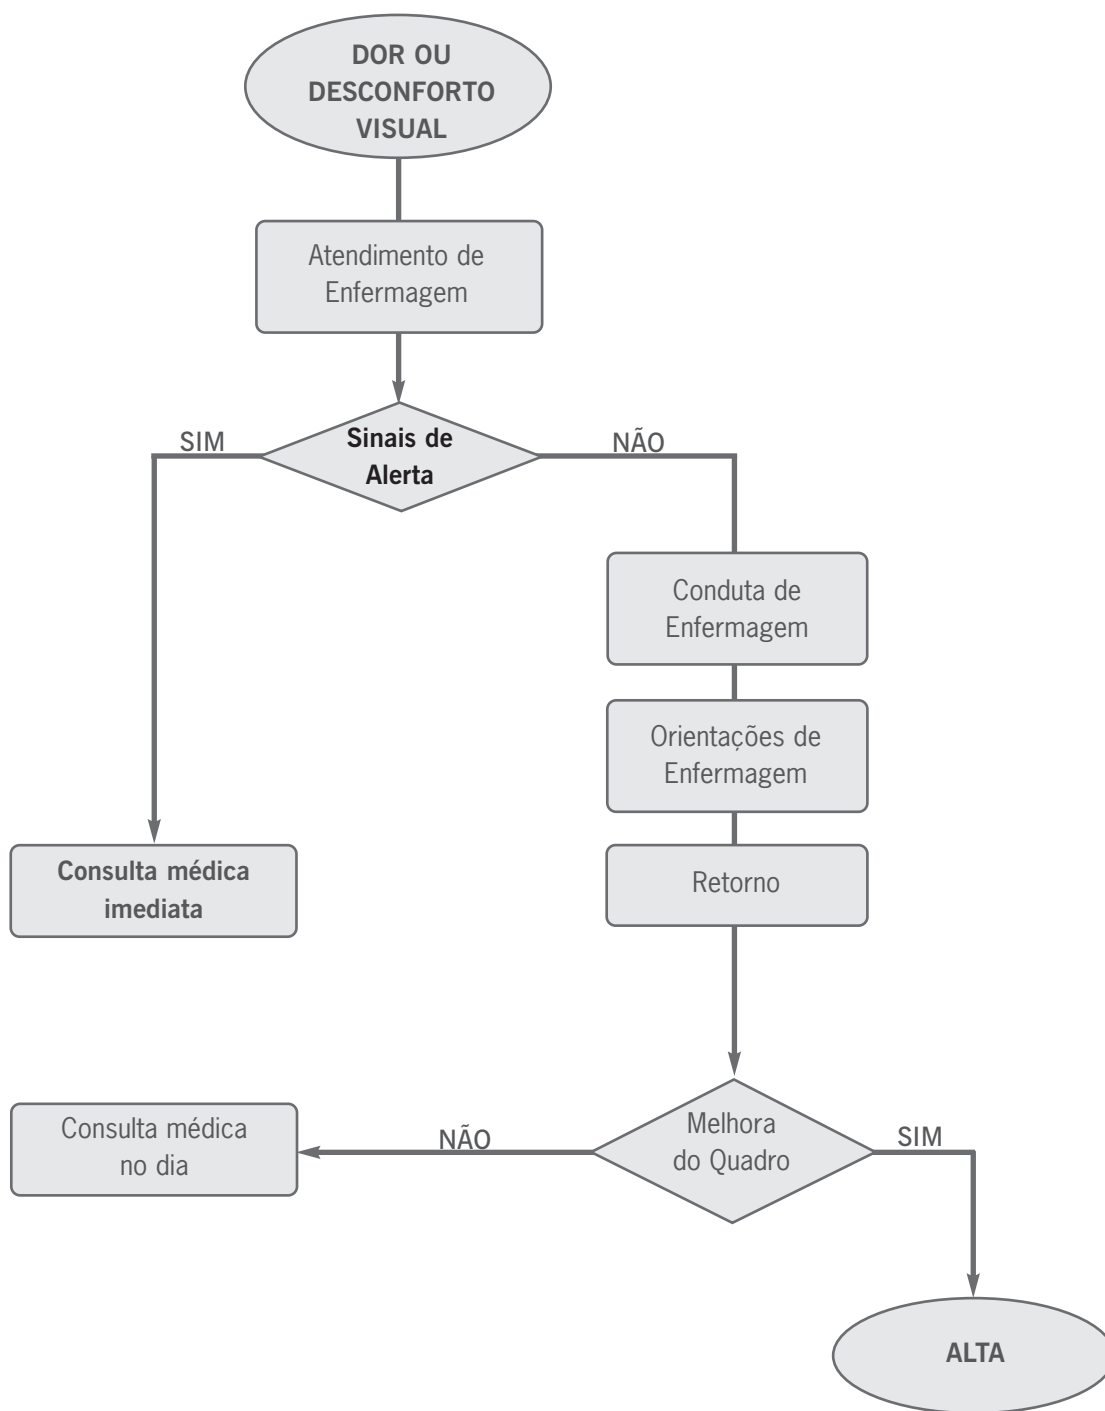 DOR OU
DESCONFORTO
VISUAL
Atendimento de
Enfermagem
SIM
Sinais de
Alerta
NÃO
Conduta de
Enfermagem
Orientações de
Enfermagem
Consulta médica
imediata
Retorno
Consulta médica
no dia
NÃO
Melhora
do Quadro
SIM
ALTA